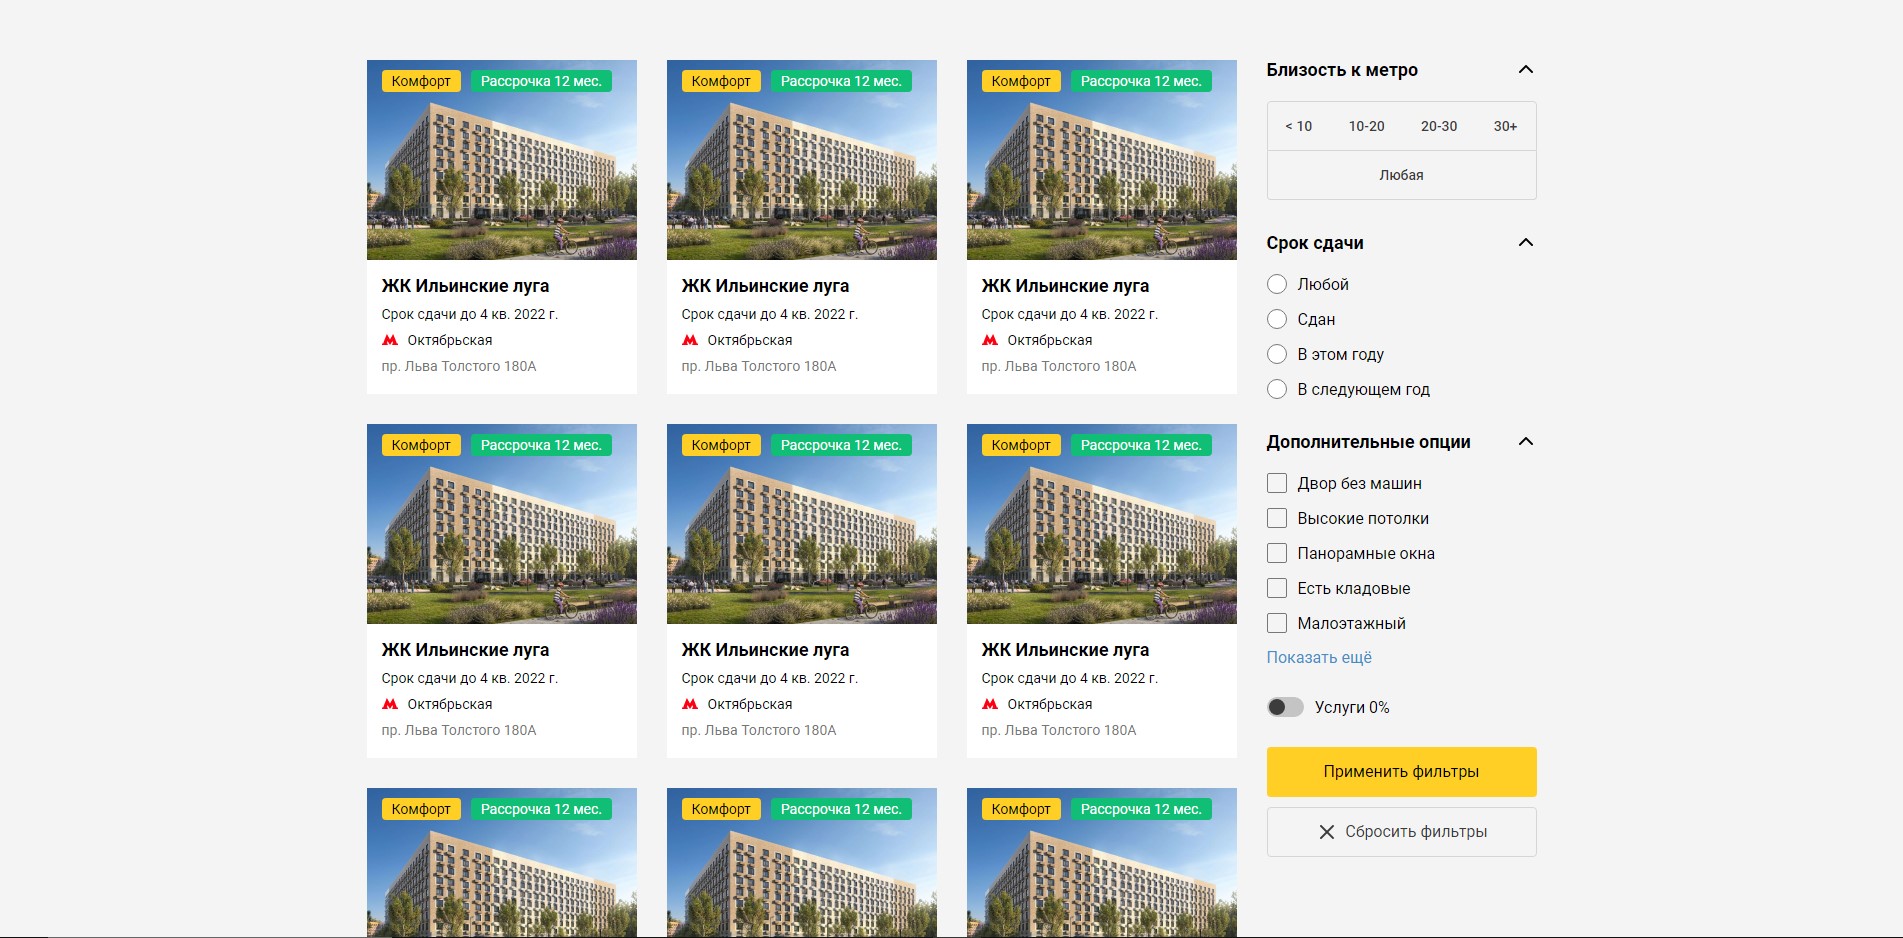 Комфорт Рассрочка 12 мес.
ЖК Ильинские луга
Срок сдачи до 4 кв. 2022 г.
Октябрьская
пр. Льва Толстого 180А
Комфорт Рассрочка 12 мес.
ЖК Ильинские луга
Срок сдачи до 4 кв. 2022 г.
Октябрьская
пр. Льва Толстого 180А
Комфорт Рассрочка 12 мес.
ЖК Ильинские луга
Срок сдачи до 4 кв. 2022 г.
Октябрьская
пр. Льва Толстого 180А
Комфорт Рассрочка 12 мес.
ЖК Ильинские луга
Срок сдачи до 4 кв. 2022 г.
Октябрьская
пр. Льва Толстого 180А
Комфорт Рассрочка 12 мес.
ЖК Ильинские луга
Срок сдачи до 4 кв. 2022 г.
Октябрьская
пр. Льва Толстого 180А
Комфорт Рассрочка 12 мес.
ЖК Ильинские луга
Срок сдачи до 4 кв. 2022 г.
Октябрьская
пр. Льва Толстого 180А
Комфорт Рассрочка 12 мес.
Комфорт Рассрочка 12 мес.
Комфорт Рассрочка 12 мес.
Близость к метро
< 10 10-20 20-30 30+
Любая
Срок сдачи
Любой
Сдан
В этом году
В следующем год
Дополнительные опции
Двор без машин
Высокие потолки
Панорамные окна
Есть кладовые
Малоэтажный
Показать ещё
Услуги 0%
Применить фильтры
Сбросить фильтры